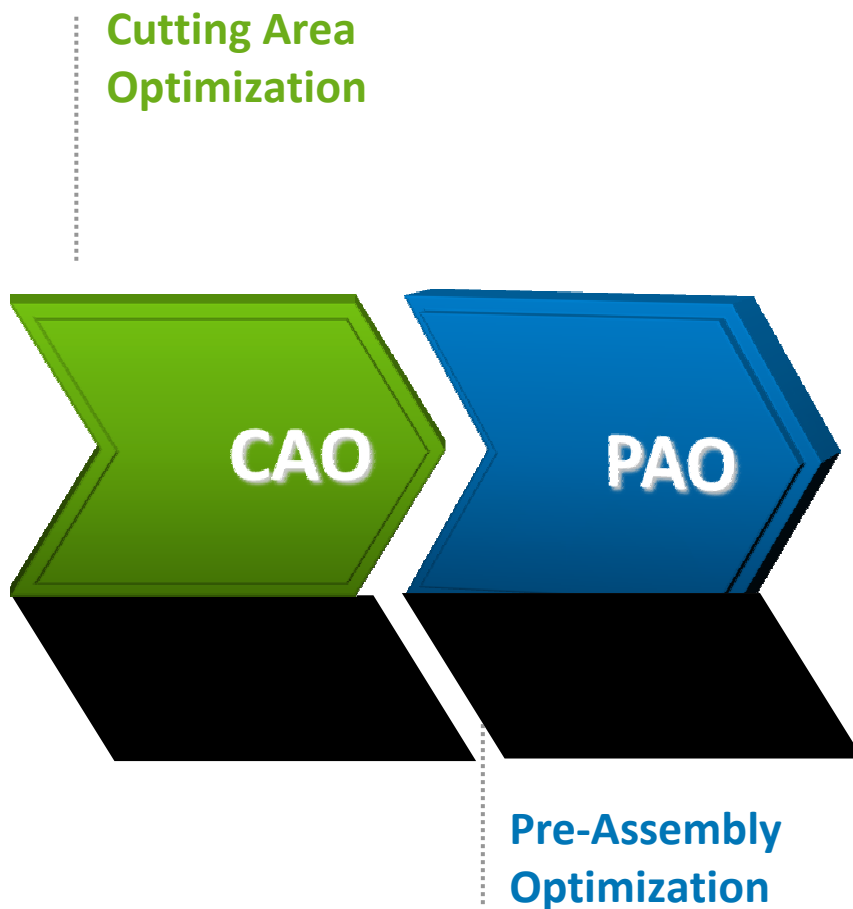 Cutting Area
Optimization
CAO
PAO
Pre-Assembly
Optimization